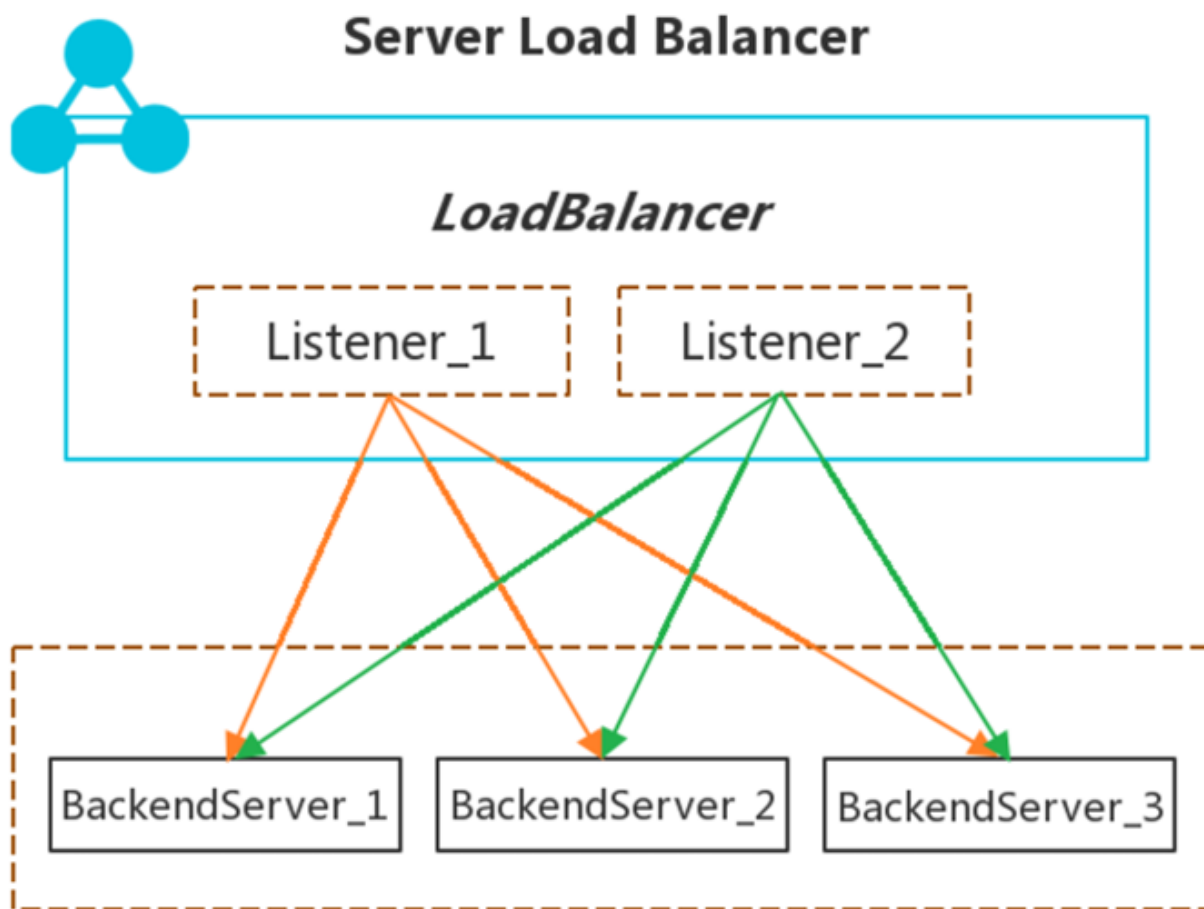 Server Load Balancer
LoadBalancer
Listener_1
Listener_2
BackendServer_1
BackendServer_2
BackendServer_3